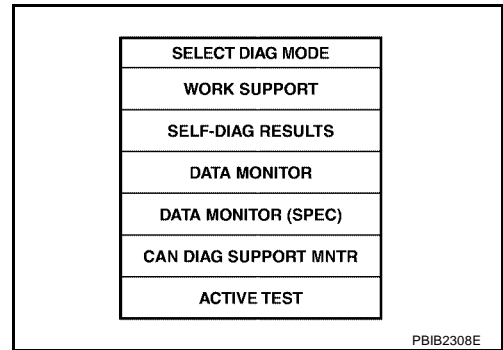 SELECT DIAG MODE
WORK SUPPORT
SELF-DIAG RESULTS
DATA MONITOR
DATA MONITOR (SPEC)
CAN DIAG SUPPORT MNTR
ACTIVE TEST
PBIB2308E